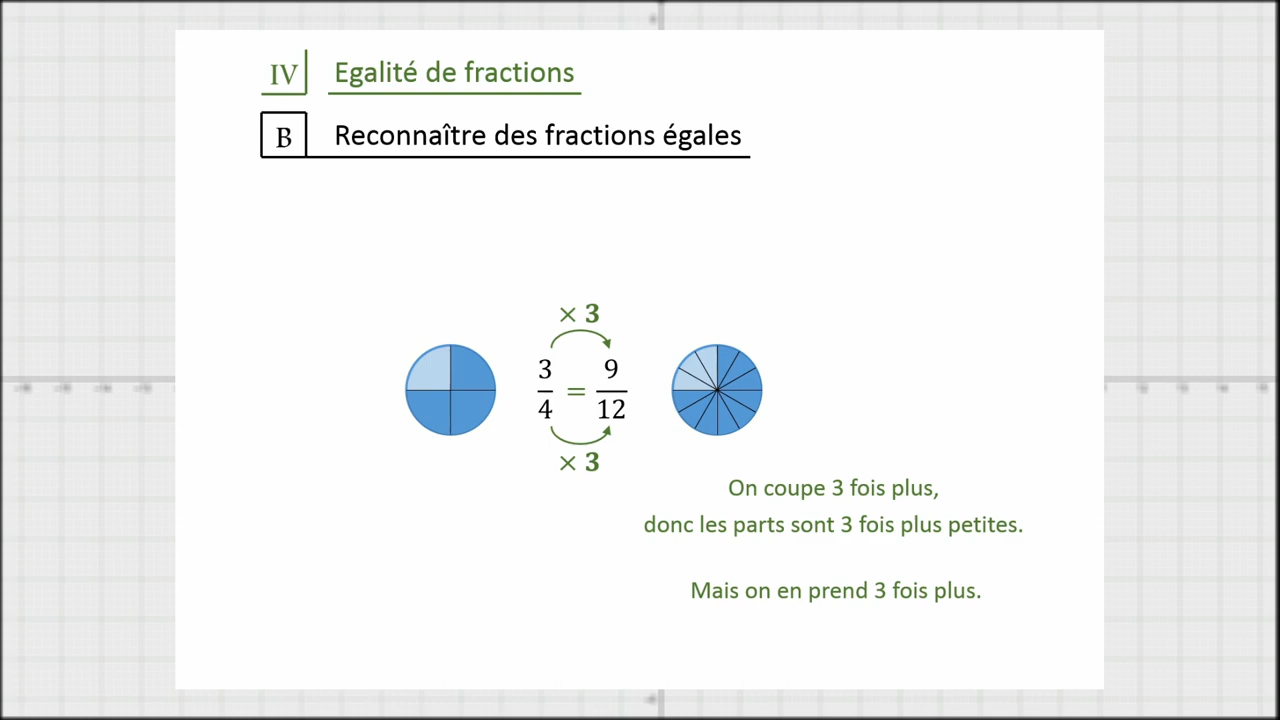 IV Egalité de fractions
B Reconnaître des fractions égales
× 3
3/4 = 9/12
× 3
On coupe 3 fois plus,
donc les parts sont 3 fois plus petites.
Mais on en prend 3 fois plus.